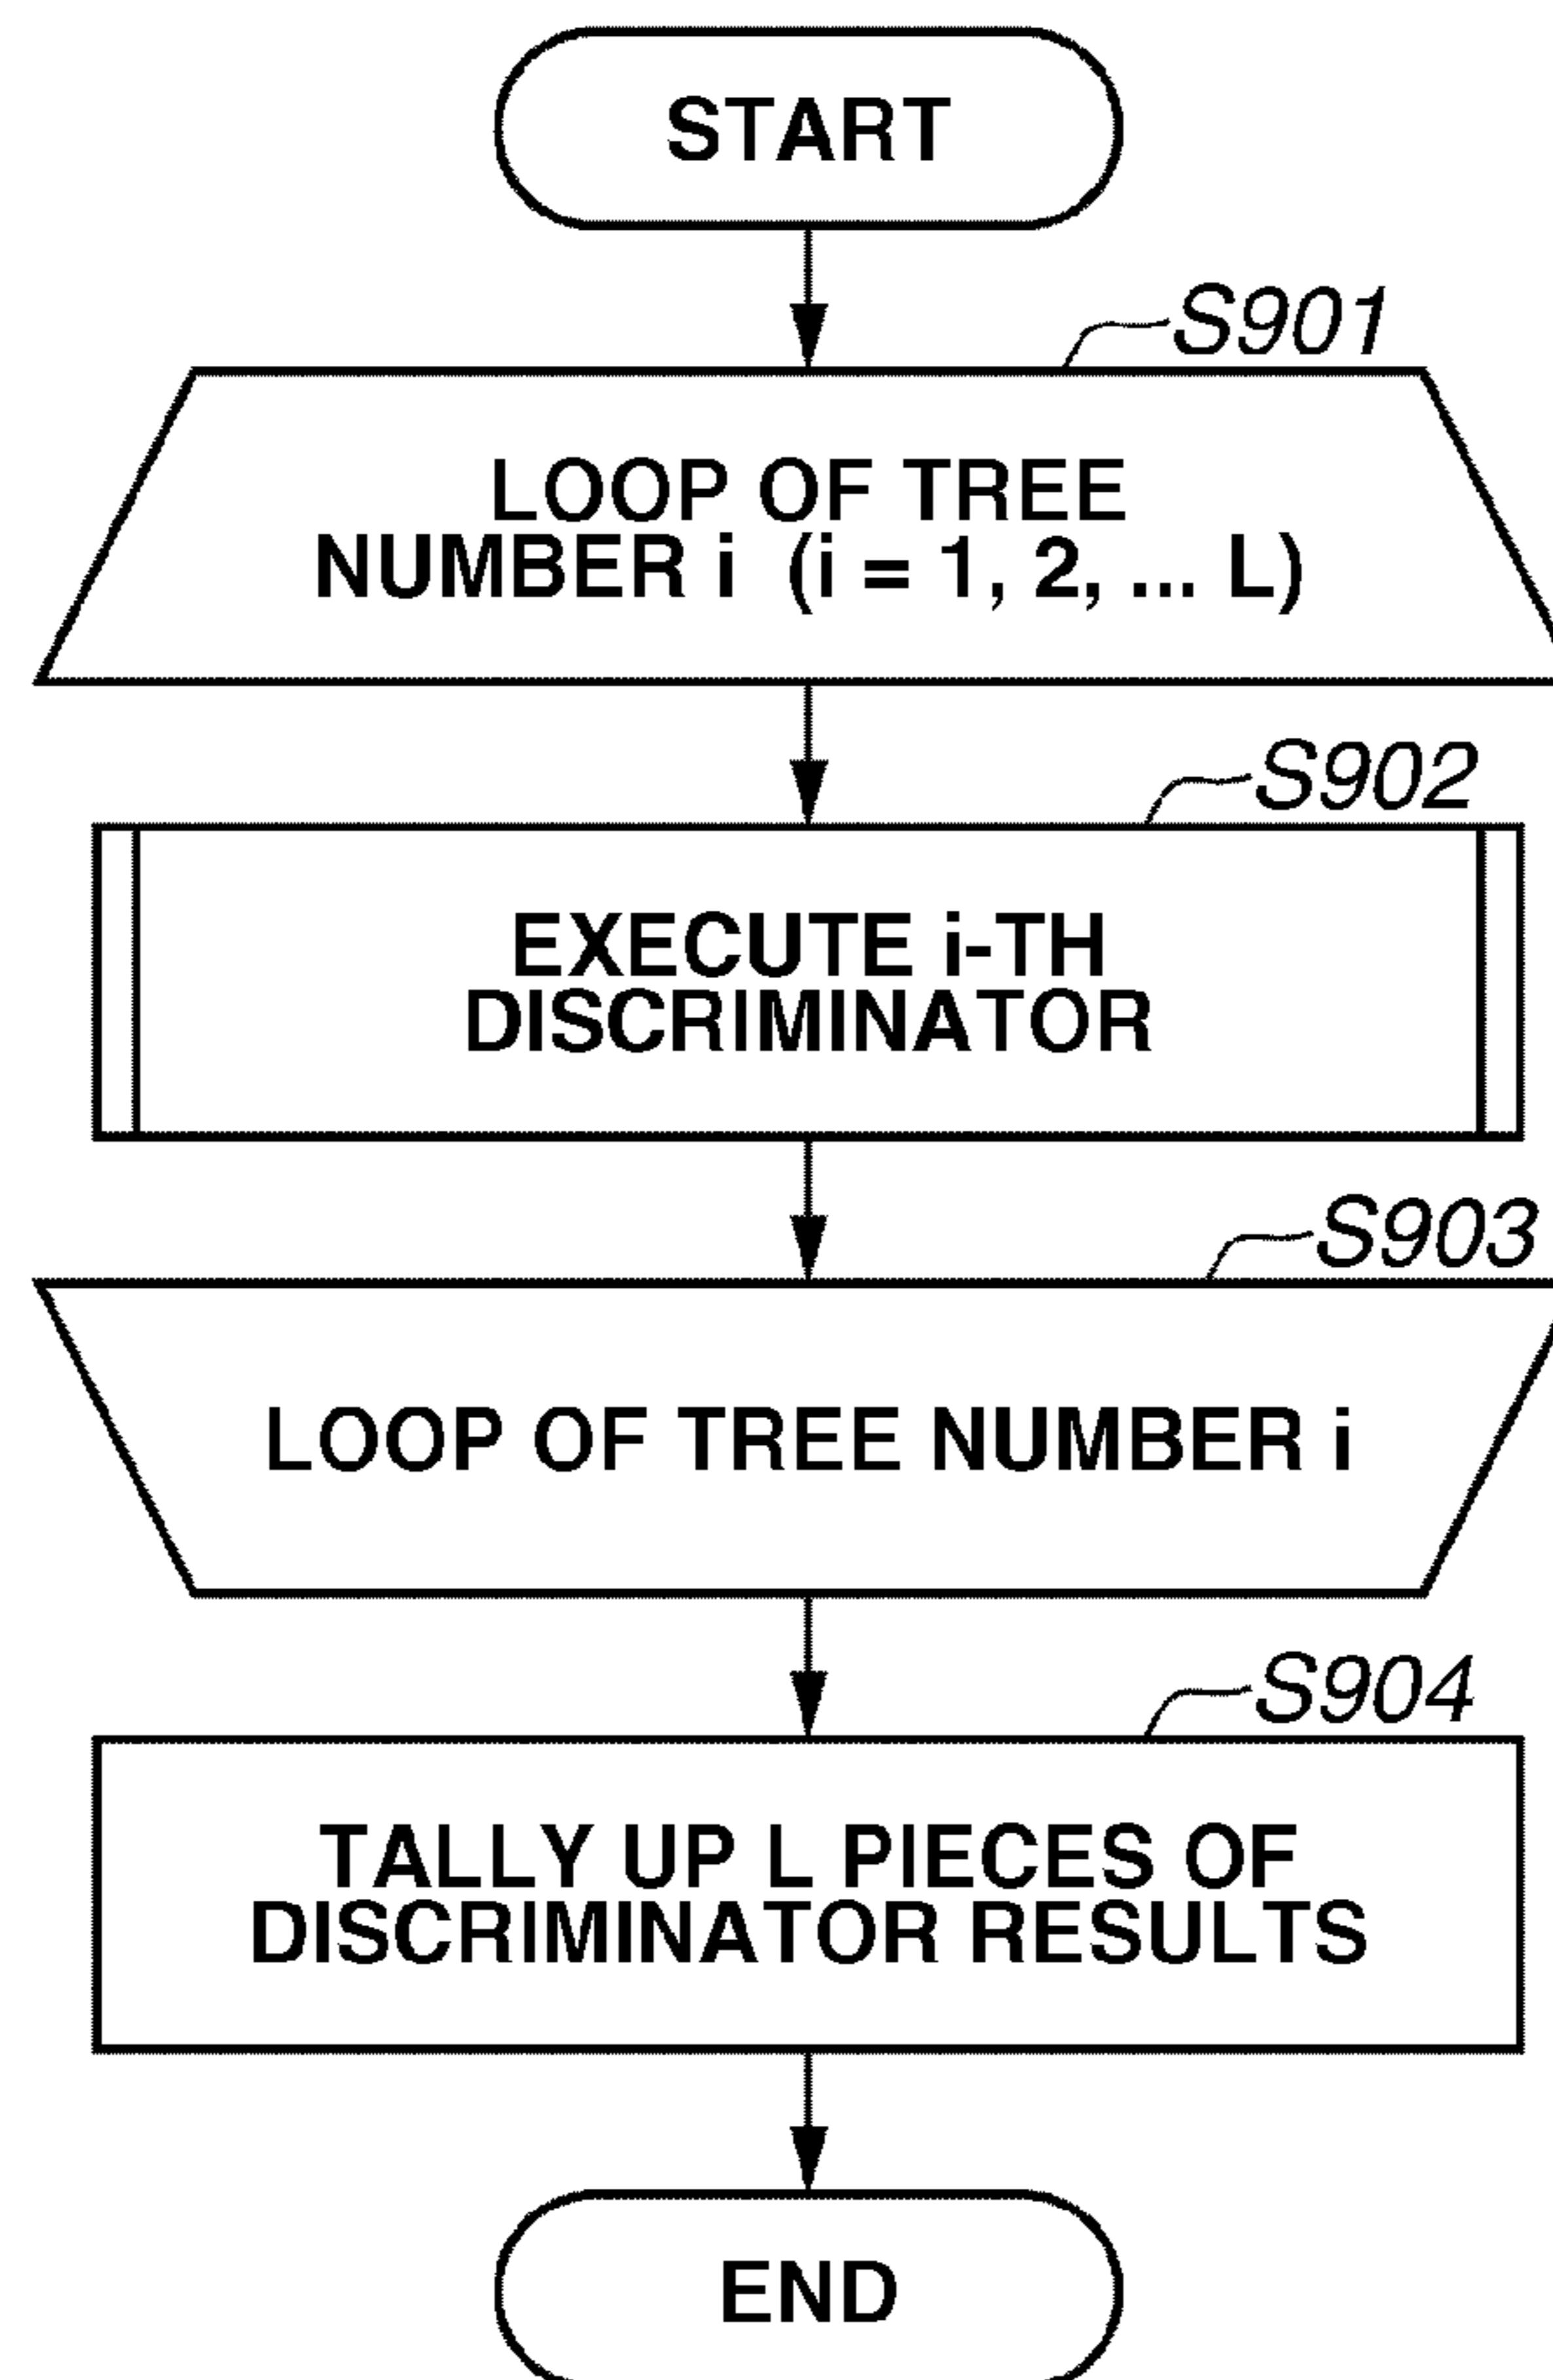 START
S901
LOOP OF TREE
NUMBER i (i = 1, 2, ... L)
S902
EXECUTE i-TH
DISCRIMINATOR
S903
LOOP OF TREE NUMBER i
S904
TALLY UP L PIECES OF
DISCRIMINATOR RESULTS
END